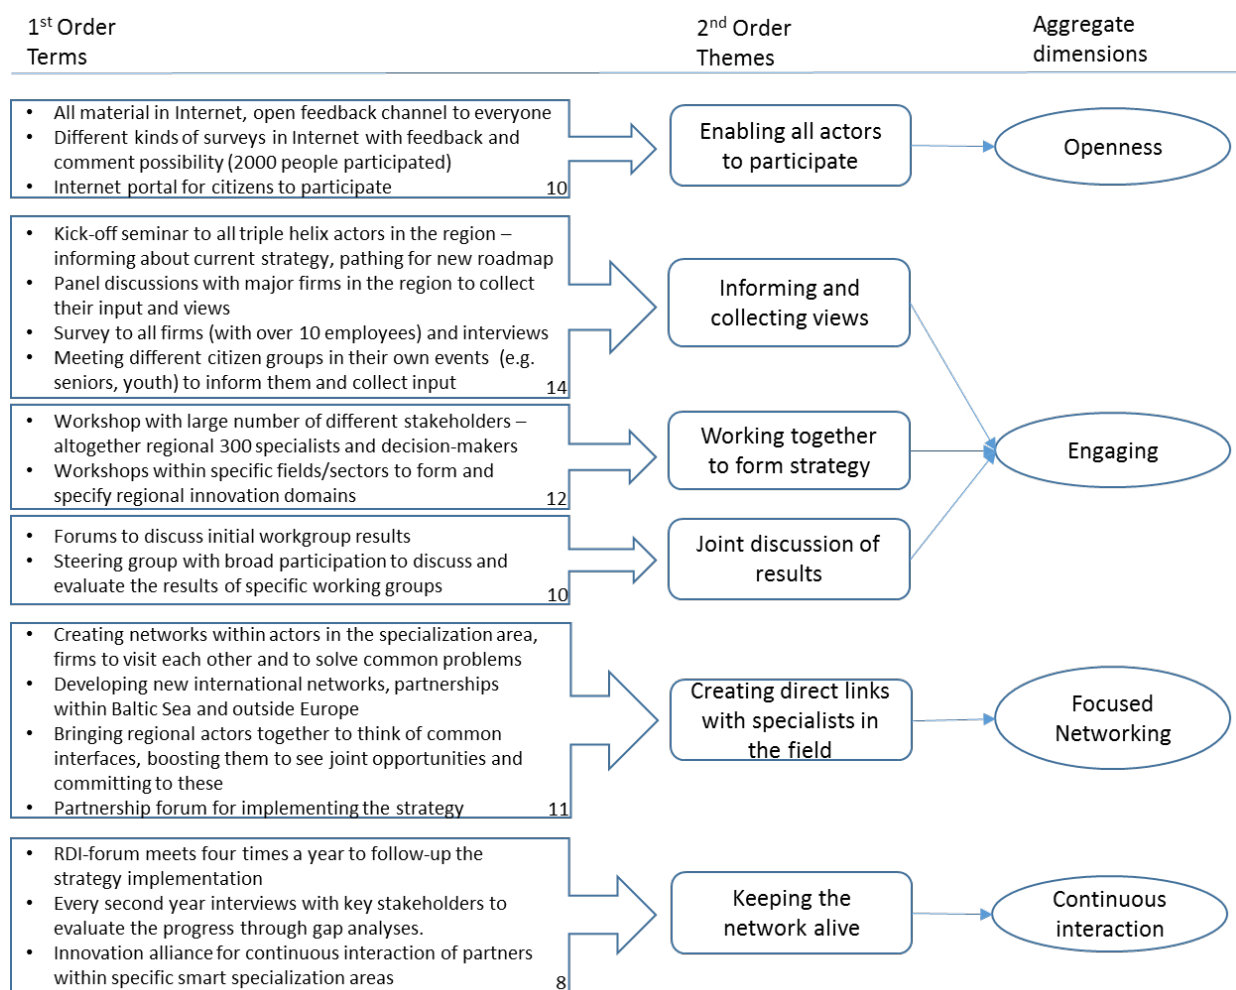 1st Order
Terms
2nd Order
Themes
Aggregate
dimensions
• All material in Internet, open feedback channel to everyone
• Different kinds of surveys in Internet with feedback and
comment possibility (2000 people participated)
• Internet portal for citizens to participate
10
Enabling all actors
to participate
Openness
• Kick-off seminar to all triple helix actors in the region –
informing about current strategy, pathing for new roadmap
• Panel discussions with major firms in the region to collect
their input and views
• Survey to all firms (with over 10 employees) and interviews
• Meeting different citizen groups in their own events (e.g.
seniors, youth) to inform them and collect input
14
Informing and
collecting views
• Workshop with large number of different stakeholders –
altogether regional 300 specialists and decision-makers
• Workshops within specific fields/sectors to form and
specify regional innovation domains
12
Working together
to form strategy
Engaging
• Forums to discuss initial workgroup results
• Steering group with broad participation to discuss and
evaluate the results of specific working groups
10
Joint discussion of
results
• Creating networks within actors in the specialization area,
firms to visit each other and to solve common problems
• Developing new international networks, partnerships
within Baltic Sea and outside Europe
• Bringing regional actors together to think of common
interfaces, boosting them to see joint opportunities and
committing to these
• Partnership forum for implementing the strategy
11
Creating direct links
with specialists in
the field
Focused
Networking
• RDI-forum meets four times a year to follow-up the
strategy implementation
• Every second year interviews with key stakeholders to
evaluate the progress through gap analyses.
• Innovation alliance for continuous interaction of partners
within specific smart specialization areas
8
Keeping the
network alive
Continuous
interaction